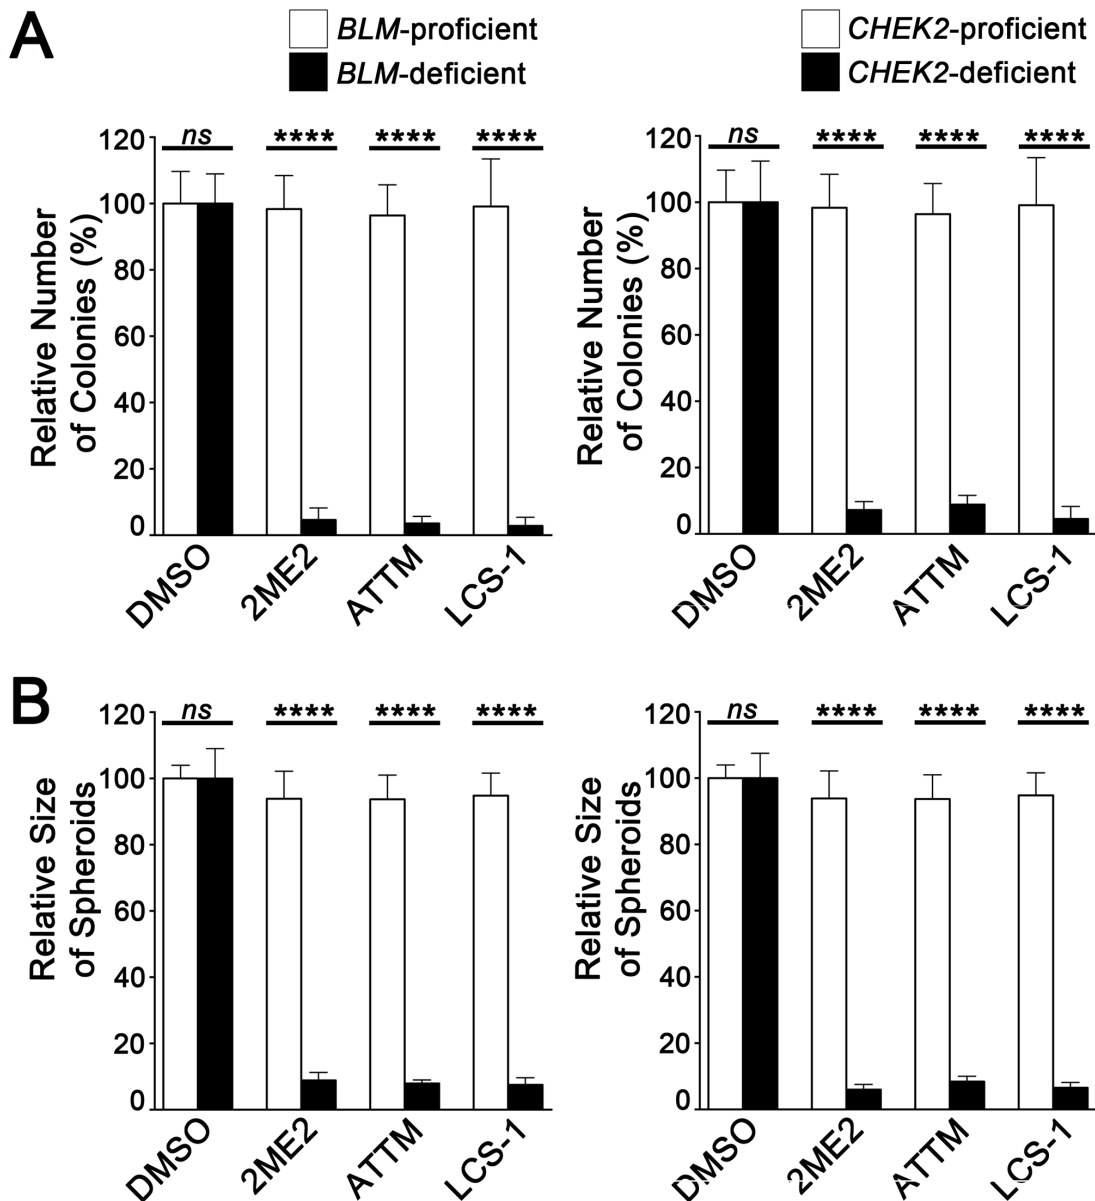 A
BLM-proficient
BLM-deficient
CHEK2-proficient
CHEK2-deficient
Relative Number
of Colonies (%)
120
100
80
60
40
20
0
ns
****
****
****
DMSO
2ME2
ATTM
LCS-1
Relative Number
of Colonies (%)
120
100
80
60
40
20
0
ns
****
****
****
DMSO
2ME2
ATTM
LCS-1
B
Relative Size
of Spheroids
120
100
80
60
40
20
0
ns
****
****
****
DMSO
2ME2
ATTM
LCS-1
Relative Size
of Spheroids
120
100
80
60
40
20
0
ns
****
****
****
DMSO
2ME2
ATTM
LCS-1